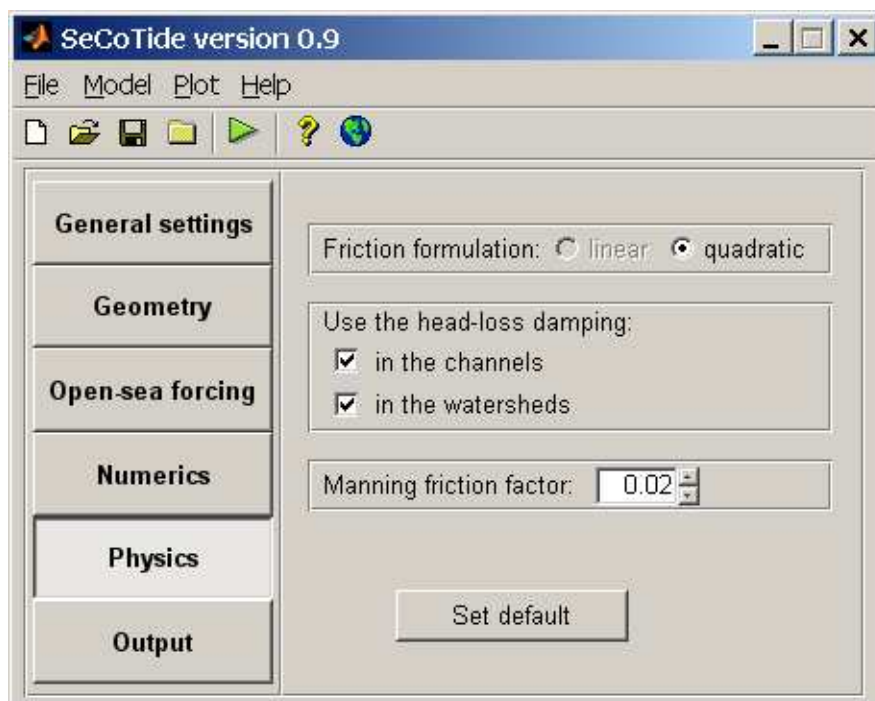 SeCoTide version 0.9
File Model Plot Help
General settings
Geometry
Open-sea forcing
Numerics
Physics
Output
Friction formulation: linear quadratic
Use the head-loss damping:
in the channels
in the watersheds
Manning friction factor: 0.02
Set default